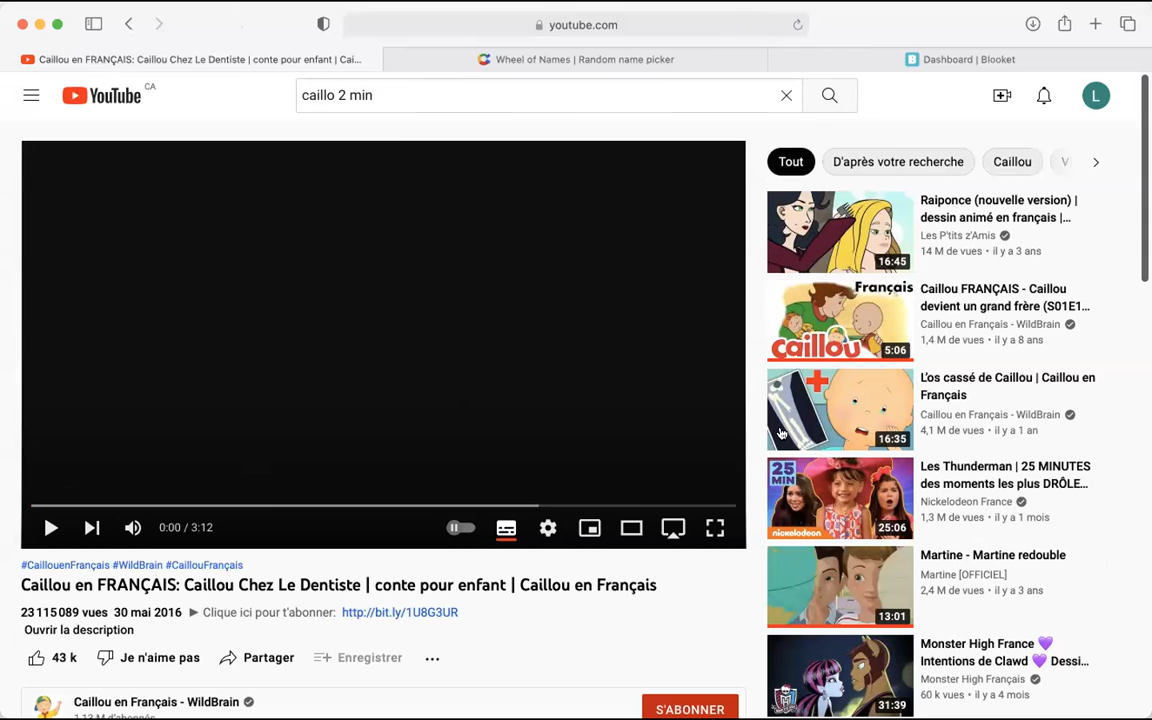 youtube.com
Caillou en FRANÇAIS: Caillou Chez Le Dentiste | conte pour enfant | Cai...
Wheel of Names | Random name picker
Dashboard | Blooket
YouTube CA
caillo 2 min
L
Tout
D'après votre recherche
Caillou
V
Raiponce (nouvelle version) |
dessin animé en français |...
Les P'tits z'Amis
14 M de vues • il y a 3 ans
16:45
Français
caillou
5:06
Caillou FRANÇAIS - Caillou
devient un grand frère (S01E1...
Caillou en Français - WildBrain
1,4 M de vues • il y a 8 ans
L'os cassé de Caillou | Caillou en
Français
Caillou en Français - WildBrain
4,1 M de vues • il y a 1 an
16:35
25
MIN
nickelodeon
25:06
Les Thunderman | 25 MINUTES
des moments les plus DRÔLE...
Nickelodeon France
1,3 M de vues • il y a 1 mois
0:00 / 3:12
Martine - Martine redouble
Martine [OFFICIEL]
2,4 M de vues • il y a 3 ans
13:01
#CaillouenFrançais #WildBrain #CaillouFrançais
Caillou en FRANÇAIS: Caillou Chez Le Dentiste | conte pour enfant | Caillou en Français
23 115 089 vues 30 mai 2016 ► Clique ici pour t'abonner: http://bit.ly/1U8G3UR
Ouvrir la description
43 k
Je n'aime pas
Partager
Enregistrer
Monster High France 💜
Intentions de Clawd 💜 Dessi...
Monster High Français
60 k vues • il y a 4 mois
31:39
Caillou en Français - WildBrain
1,13 M d'abonnés
S'ABONNER